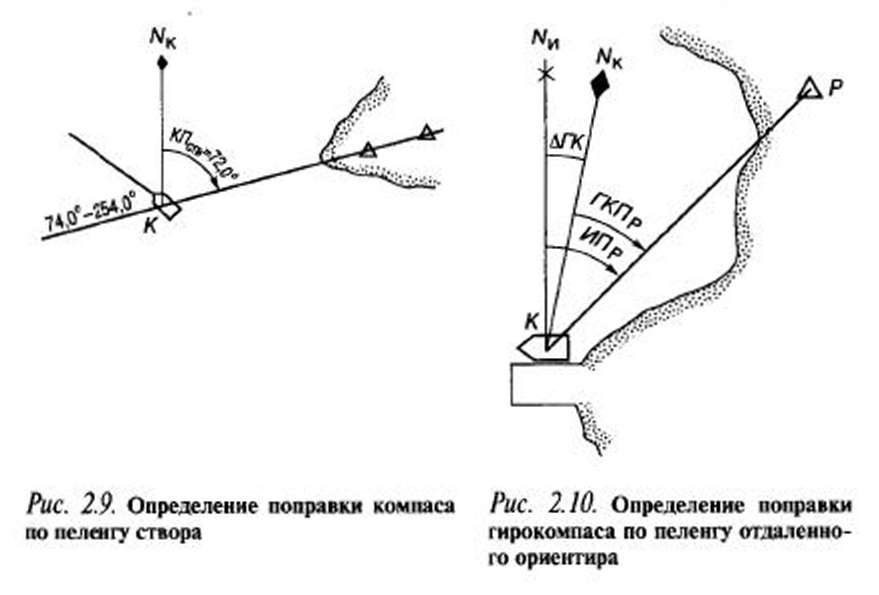 Nк
КПств=72,0°
74,0°–254,0°
К
Рис. 2.9. Определение поправки компаса
по пеленгу створа
Nи
Nк
Р
ΔГК
ГКПР
ИПР
К
Рис. 2.10. Определение поправки
гирокомпаса по пеленгу отдаленно-
го ориентира